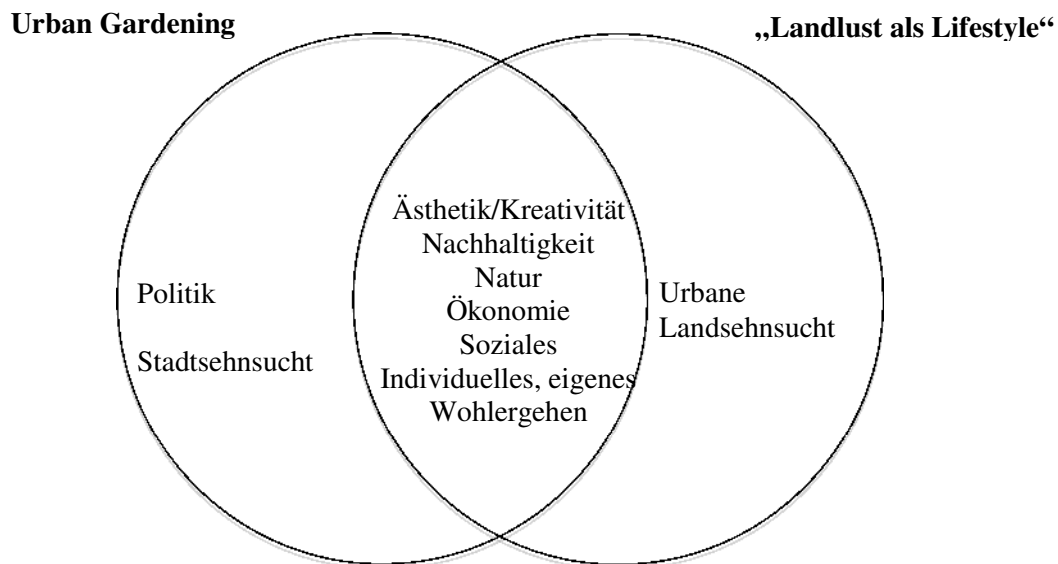 Urban Gardening
„Landlust als Lifestyle“
Politik
Stadtsehnsucht
Ästhetik/Kreativität
Nachhaltigkeit
Natur
Ökonomie
Soziales
Individuelles, eigenes
Wohlergehen
Urbane
Landsehnsucht